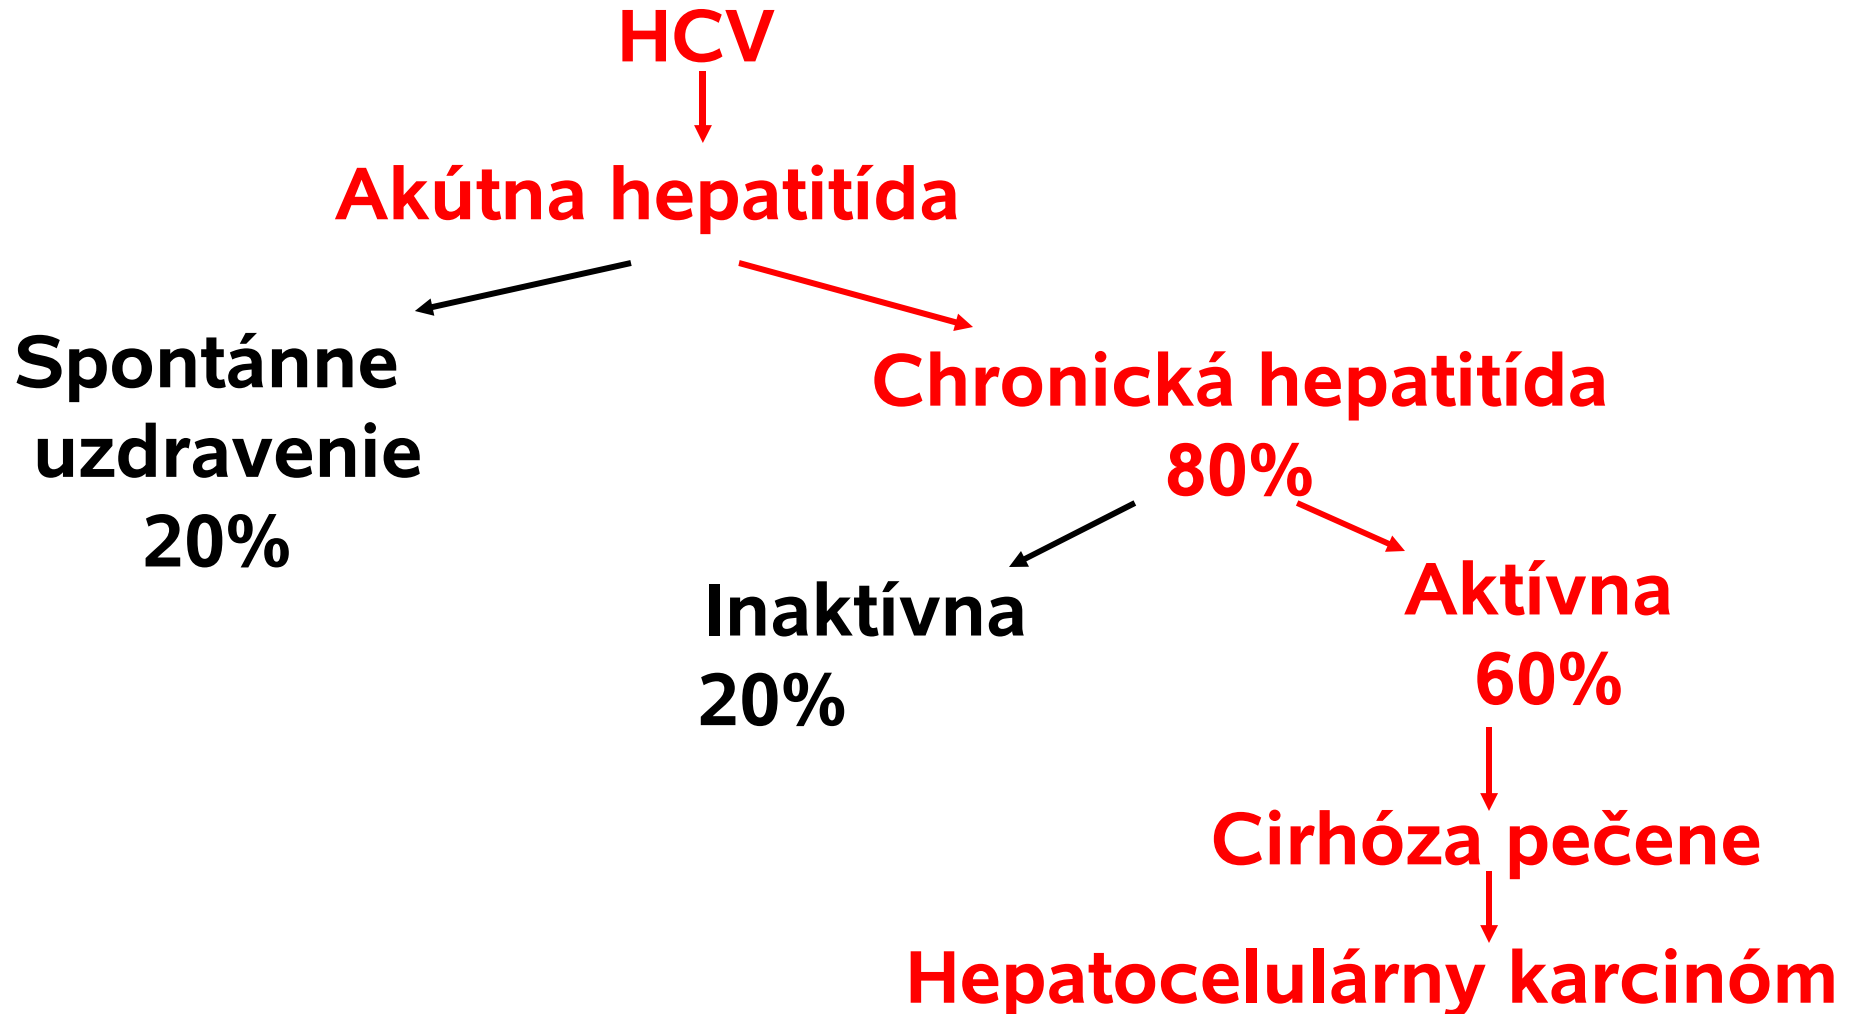 HCV
Akútna hepatitída
Spontánne
uzdravenie
20%
Chronická hepatitída
80%
Inaktívna
20%
Aktívna
60%
Cirhóza pečene
Hepatocelulárny karcinóm